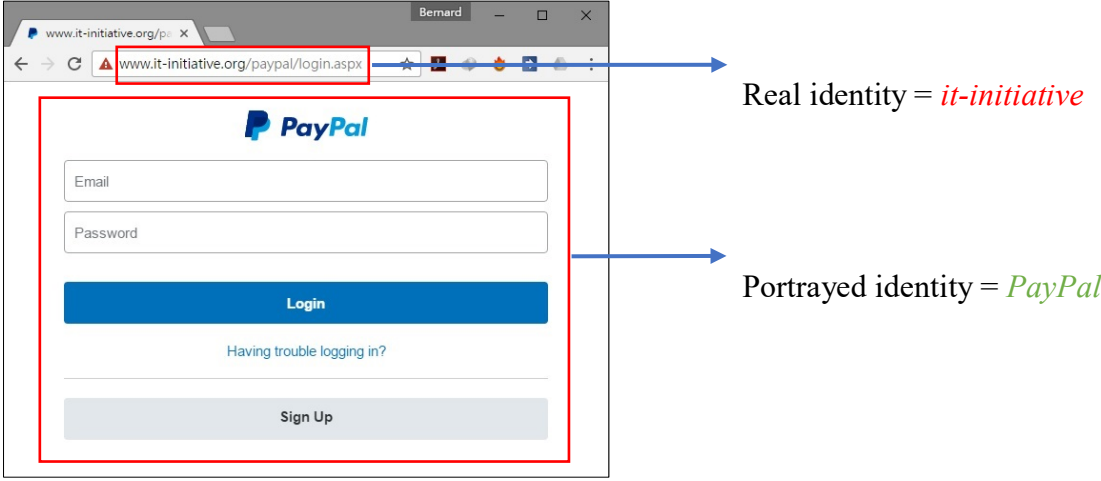 Bernard
www.it-initiative.org/pa
www.it-initiative.org/paypal/login.aspx
Real identity = it-initiative
PayPal
Email
Password
Portrayed identity = PayPal
Login
Having trouble logging in?
Sign Up